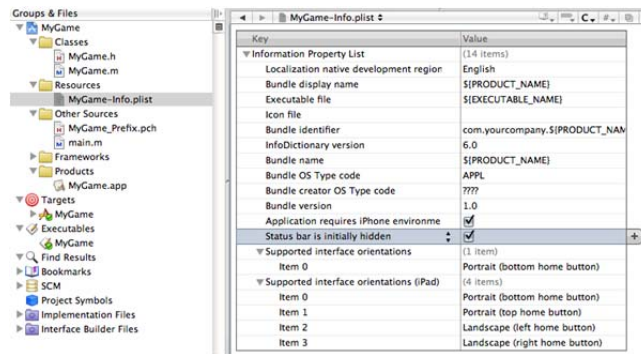 Groups & Files
MyGame
Classes
MyGame.h
MyGame.m
Resources
MyGame-Info.plist
Other Sources
MyGame_Prefix.pch
main.m
Frameworks
Products
MyGame.app
Targets
MyGame
Executables
MyGame
Find Results
Bookmarks
SCM
Project Symbols
Implementation Files
Interface Builder Files
MyGame-Info.plist
C
#
Key Value
Information Property List (14 items)
Localization native development region English
Bundle display name ${PRODUCT_NAME}
Executable file ${EXECUTABLE_NAME}
Icon file
Bundle identifier com.yourcompany.${PRODUCT_NAM
InfoDictionary version 6.0
Bundle name ${PRODUCT_NAME}
Bundle OS Type code APPL
Bundle creator OS Type code ????
Bundle version 1.0
Application requires iPhone environme
Status bar is initially hidden
Supported interface orientations (1 item)
Item 0 Portrait (bottom home button)
Supported interface orientations (iPad) (4 items)
Item 0 Portrait (bottom home button)
Item 1 Portrait (top home button)
Item 2 Landscape (left home button)
Item 3 Landscape (right home button)